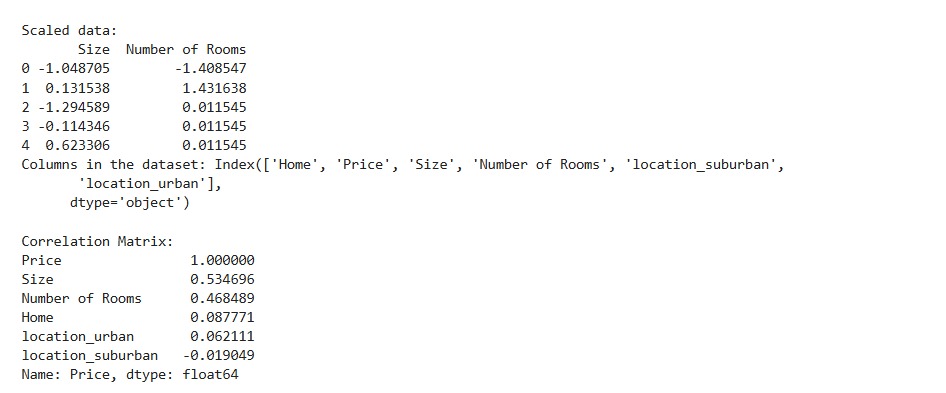 Scaled data:
       Size  Number of Rooms
0 -1.048705        -1.408547
1  0.131538         1.431638
2 -1.294589         0.011545
3 -0.114346         0.011545
4  0.623306         0.011545
Columns in the dataset: Index(['Home', 'Price', 'Size', 'Number of Rooms', 'location_suburban',
       'location_urban'],
      dtype='object')

Correlation Matrix:
Price                1.000000
Size                 0.534696
Number of Rooms      0.468489
Home                 0.087771
location_urban       0.062111
location_suburban   -0.019049
Name: Price, dtype: float64